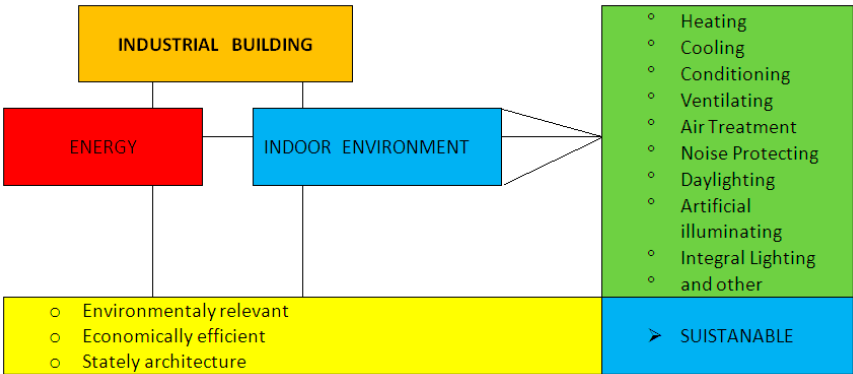 INDUSTRIAL BUILDING
ENERGY
INDOOR ENVIRONMENT
° Heating
° Cooling
° Conditioning
° Ventilating
° Air Treatment
° Noise Protecting
° Daylighting
° Artificial
illuminating
° Integral Lighting
° and other
o Environmentaly relevant
o Economically efficient
o Stately architecture
➢ SUISTANABLE